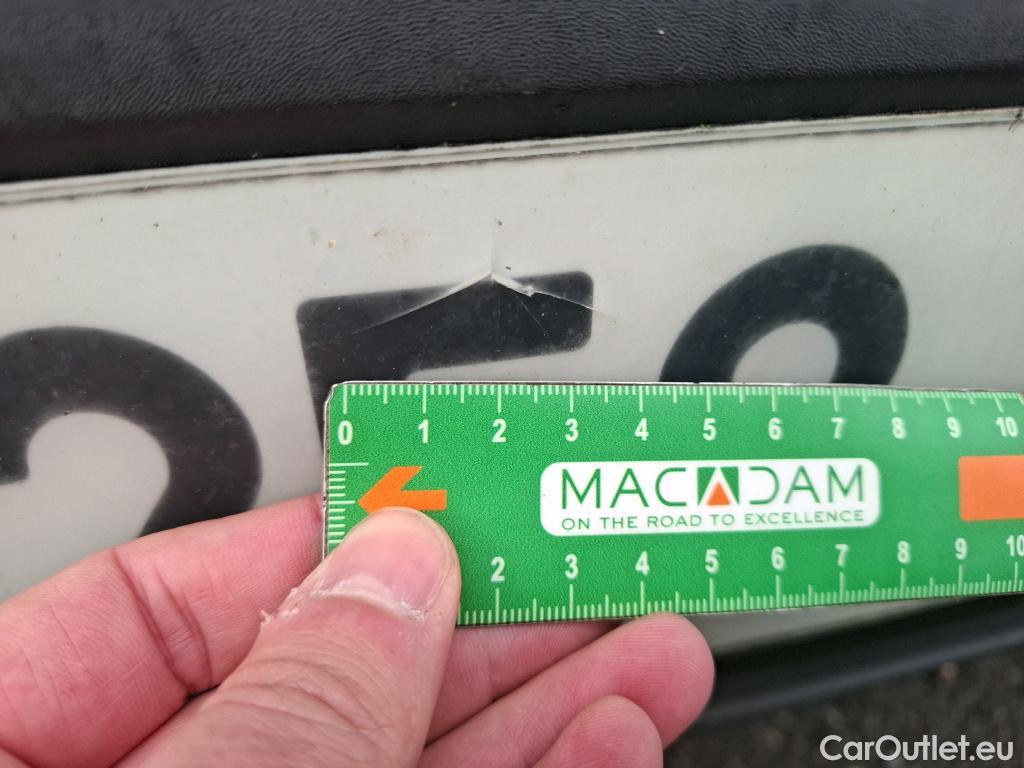 0 1 2 3 4 5 6 7 8 9 10
MACADAM
ON THE ROAD TO EXCELLENCE
2 3 4 5 6 7 8 9 10
CarOutlet.eu